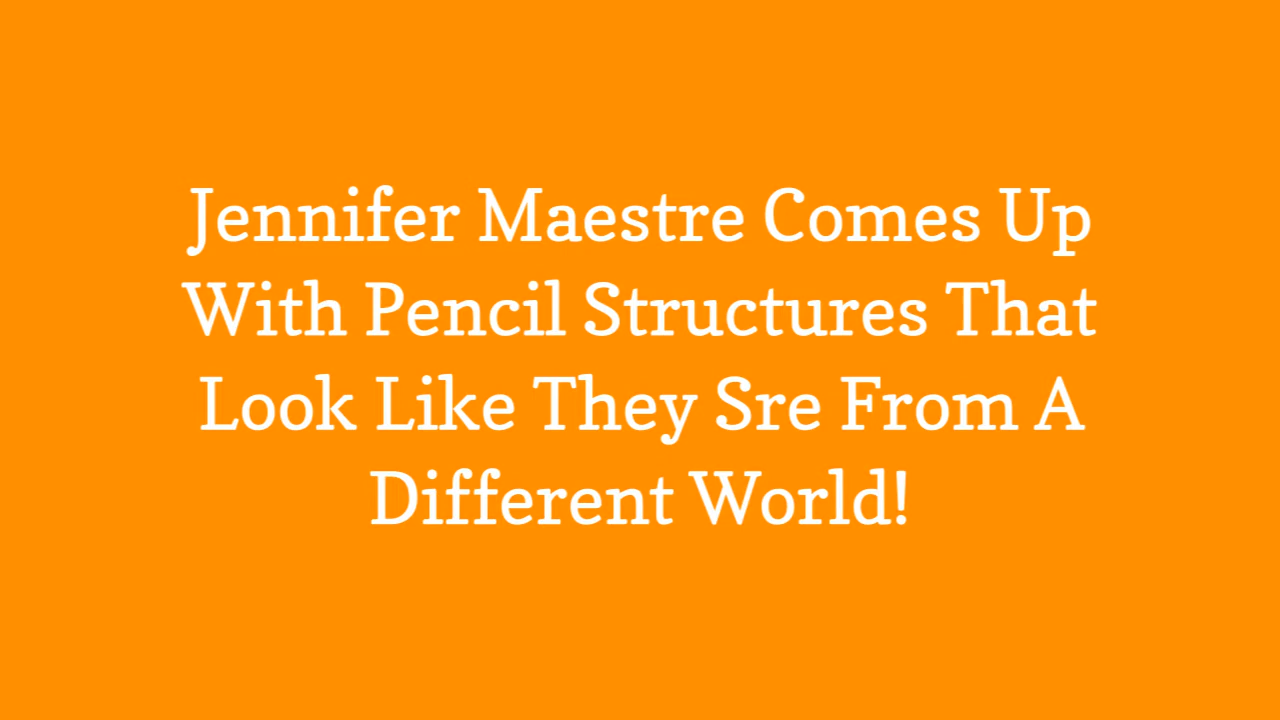 Jennifer Maestre Comes Up
With Pencil Structures That
Look Like They Sre From A
Different World!